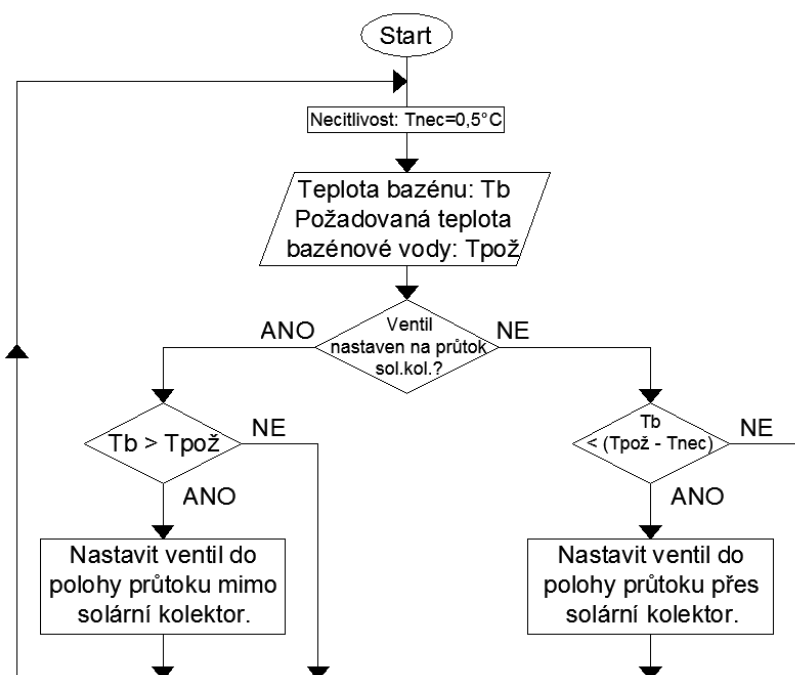 Start
Necitlivost: Tnec=0,5°C
Teplota bazénu: Tb
Požadovaná teplota
bazénové vody: Tpož
ANO
Ventil
nastaven na průtok
sol.kol.?
NE
Tb > Tpož
NE
Tb
< (Tpož - Tnec)
NE
ANO
ANO
Nastavit ventil do
polohy průtoku mimo
solární kolektor.
Nastavit ventil do
polohy průtoku přes
solární kolektor.